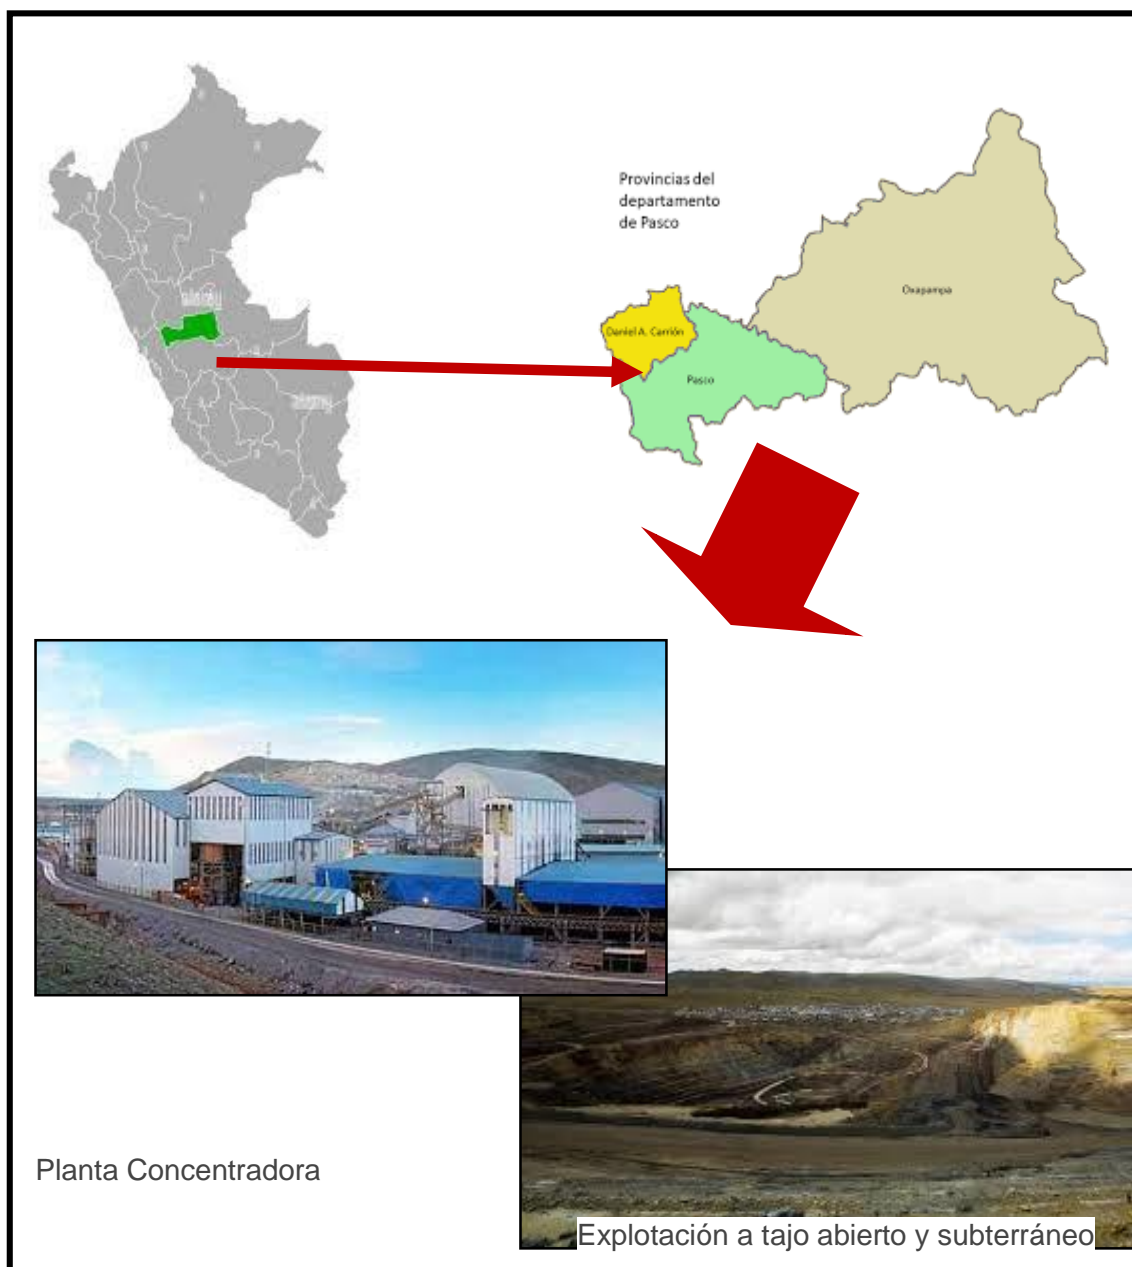 Provincias del
departamento
de Pasco
Oxapampa
Daniel A. Carrión
Pasco
Planta Concentradora
Explotación a tajo abierto y subterráneo